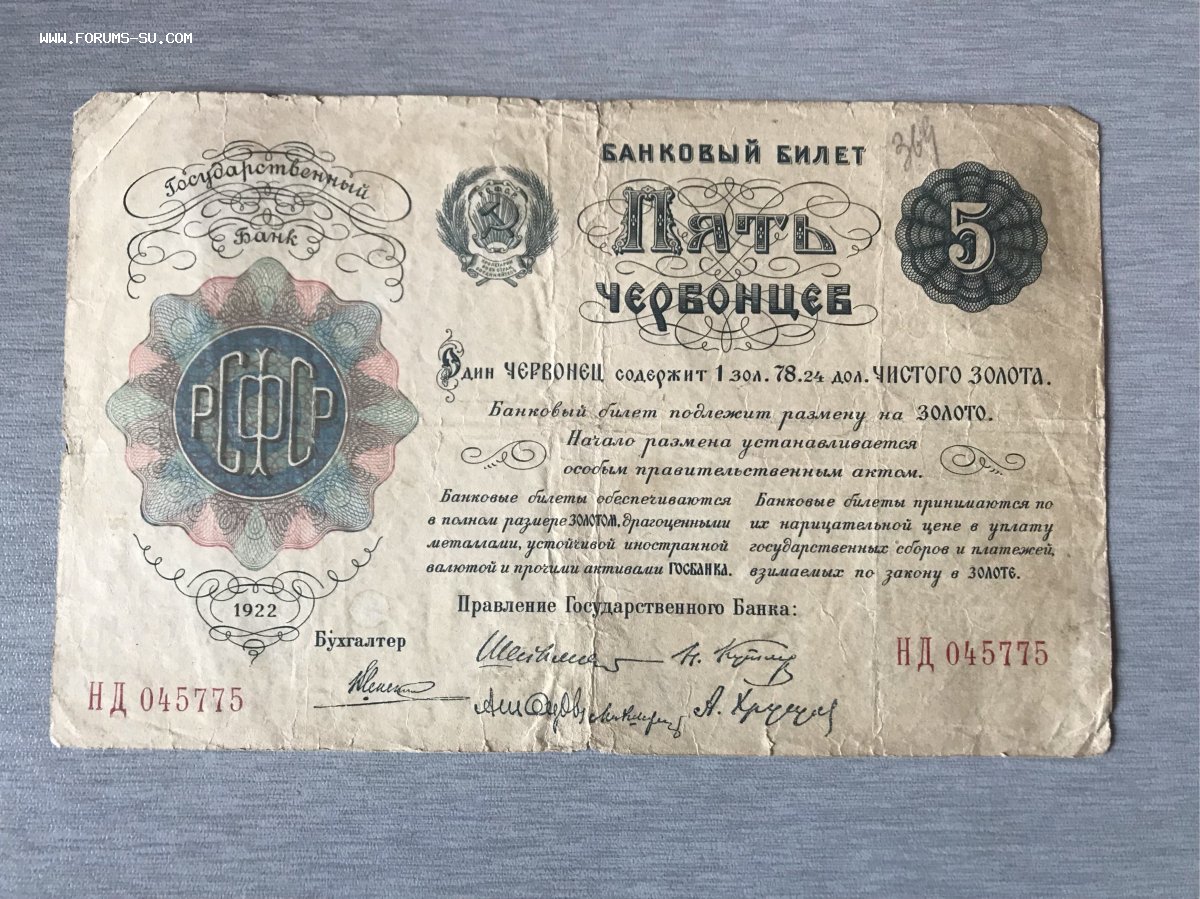 www.forums-su.com
369
Государственный
Банк
РСФСР
1922
БАНКОВЫЙ БИЛЕТ
Пять
ЧЕРВОНЦЕВ
5
Один ЧЕРВОНЕЦ содержит 1 зол. 78.24 дол. ЧИСТОГО ЗОЛОТА.
Банковый билет подлежит размену на ЗОЛОТО.
Начало размена устанавливается
особым правительственным актом.
Банковые билеты обеспечиваются
в полном размере ЗОЛОТОМ, драгоценными
металлами, устойчивой иностранной
валютой и прочими активами ГОСБАНКА.
Банковые билеты принимаются по
их нарицательной цене в уплату
государственных сборов и платежей,
взимаемых по закону в ЗОЛОТЕ.
Правление Государственного Банка:
Бухгалтер
НД 045775
НД 045775